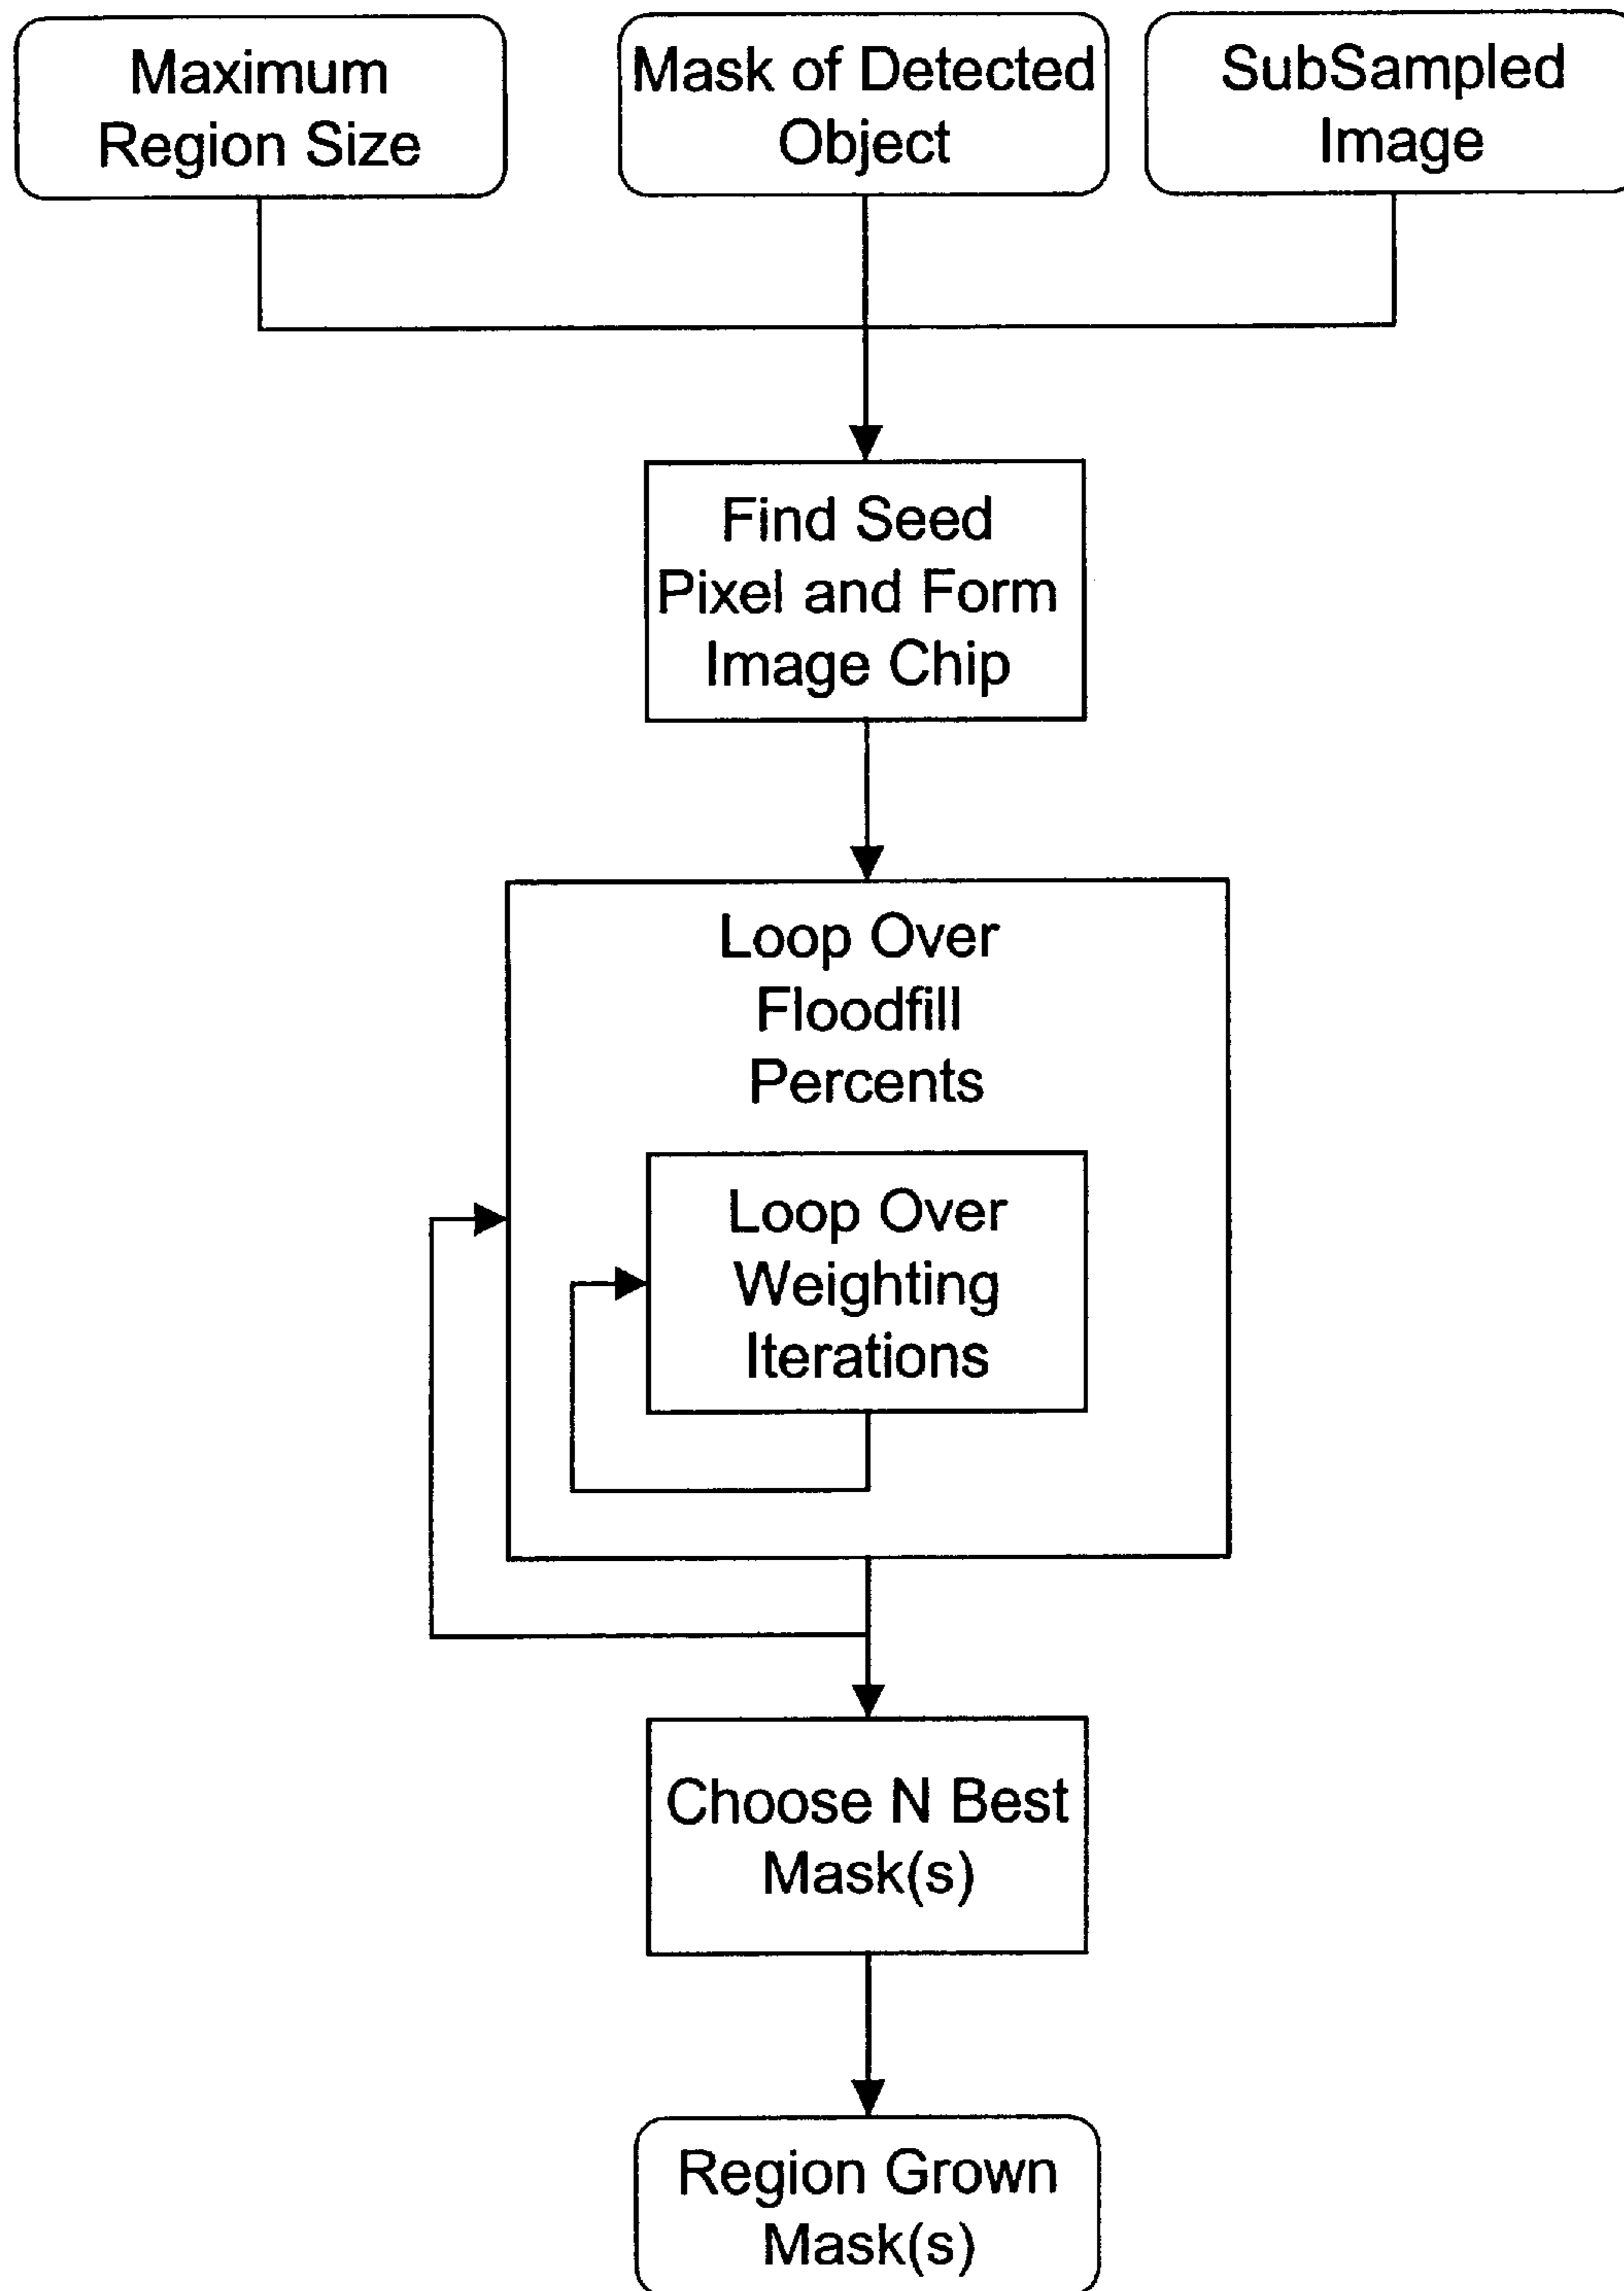 Maximum
Region Size
Mask of Detected
Object
SubSampled
Image
Find Seed
Pixel and Form
Image Chip
Loop Over
Floodfill
Percents
Loop Over
Weighting
Iterations
Choose N Best
Mask(s)
Region Grown
Mask(s)